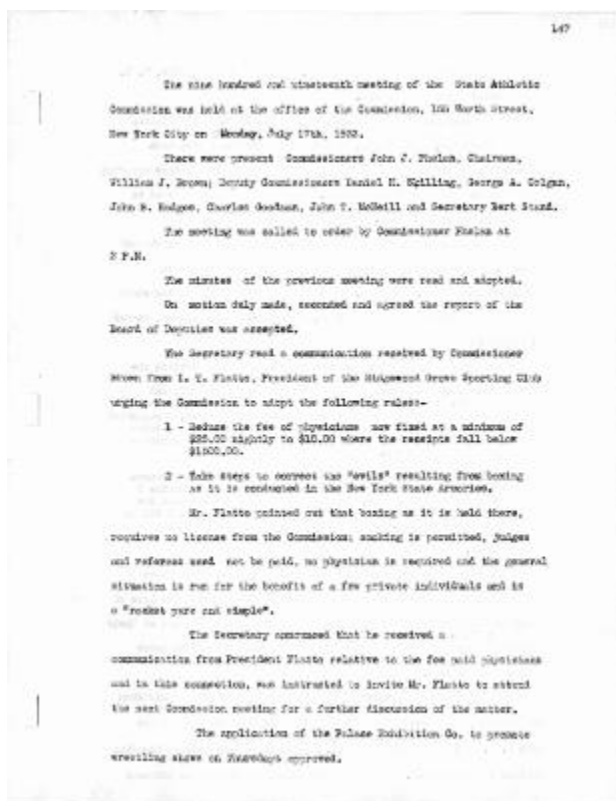 147
The nine hundred and nineteenth meeting of the State Athletic
Commission was held at the office of the Commission, Worth Street,
New York City on Monday, July 17th,
There were present Commissioners John J. Phelan, Chairman,
William J. Brown; Deputy Commissioners Daniel H. Skilling, George A. Colgan,
John B. Hodges, Charles Goodman, John T. McNeill and Secretary Bert Stand.
The meeting was called to order by Commissioner Phelan at
2 P.M.
The minutes of the previous meeting were read and adopted.
On motion duly made, seconded and agreed the report of the
Board of Deputies was accepted.
The Secretary read a communication received by Commissioner
Brown from Flatto, President of the Ridgewood Grove Sporting Club
urging the Commission to adopt the following rules:-
1 - Reduce the fee of physicians now fixed at a minimum of
$25.00 nightly to $10.00 where the receipts fall below
$1500.00.
2 - Take steps to correct the "evils" resulting from boxing
as it is conducted in the New York State Armories.
Mr. Flatto pointed out that boxing as it is held there,
requires no license from the Commission; smoking is permitted, judges
and referees need not be paid, no physician is required and the general
situation is run for the benefit of a few private individuals and is
a "racket pure and simple".
The Secretary announced that he received a
communication from President Flatto relative to the fee paid physicians
and in this connection, was instructed to invite Mr. Flatto to attend
the next Commission meeting for a further discussion of the matter.
The application of the Palace Exhibition Co. to promote
wrestling shows on Thursdays approved.